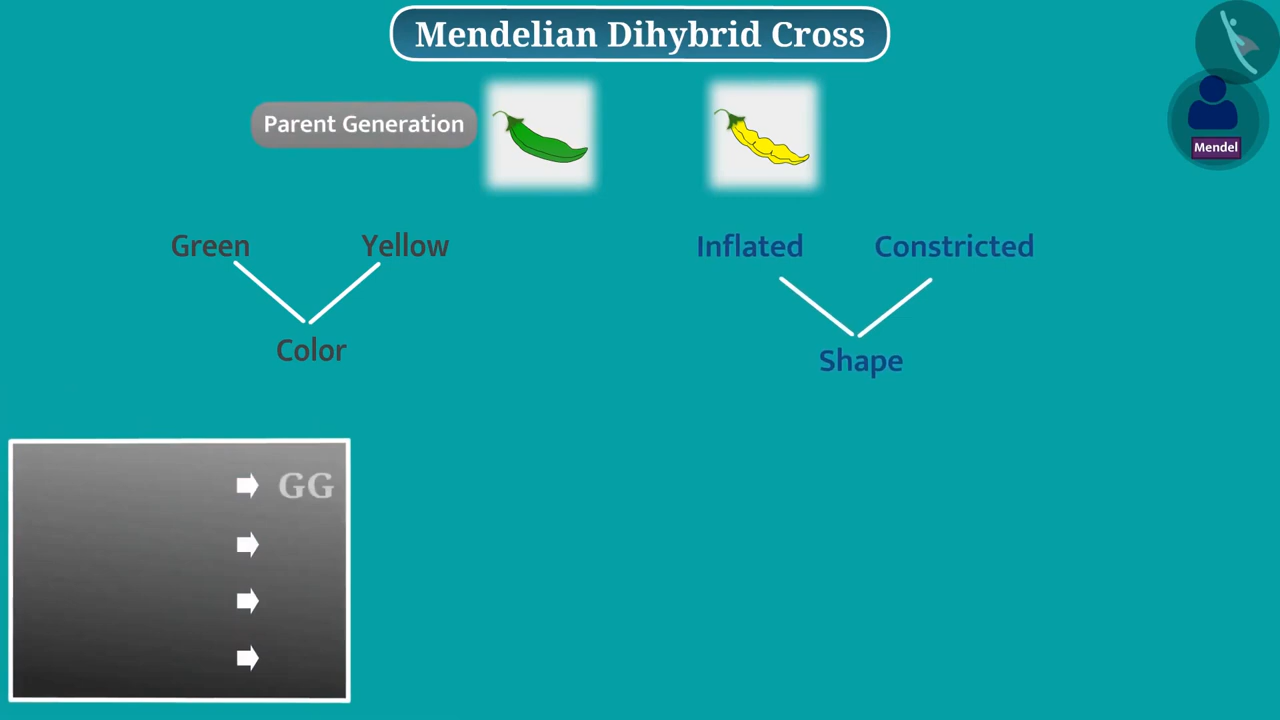 Mendelian Dihybrid Cross
Parent Generation
Mendel
Green Yellow
Inflated Constricted
Color
Shape
GG